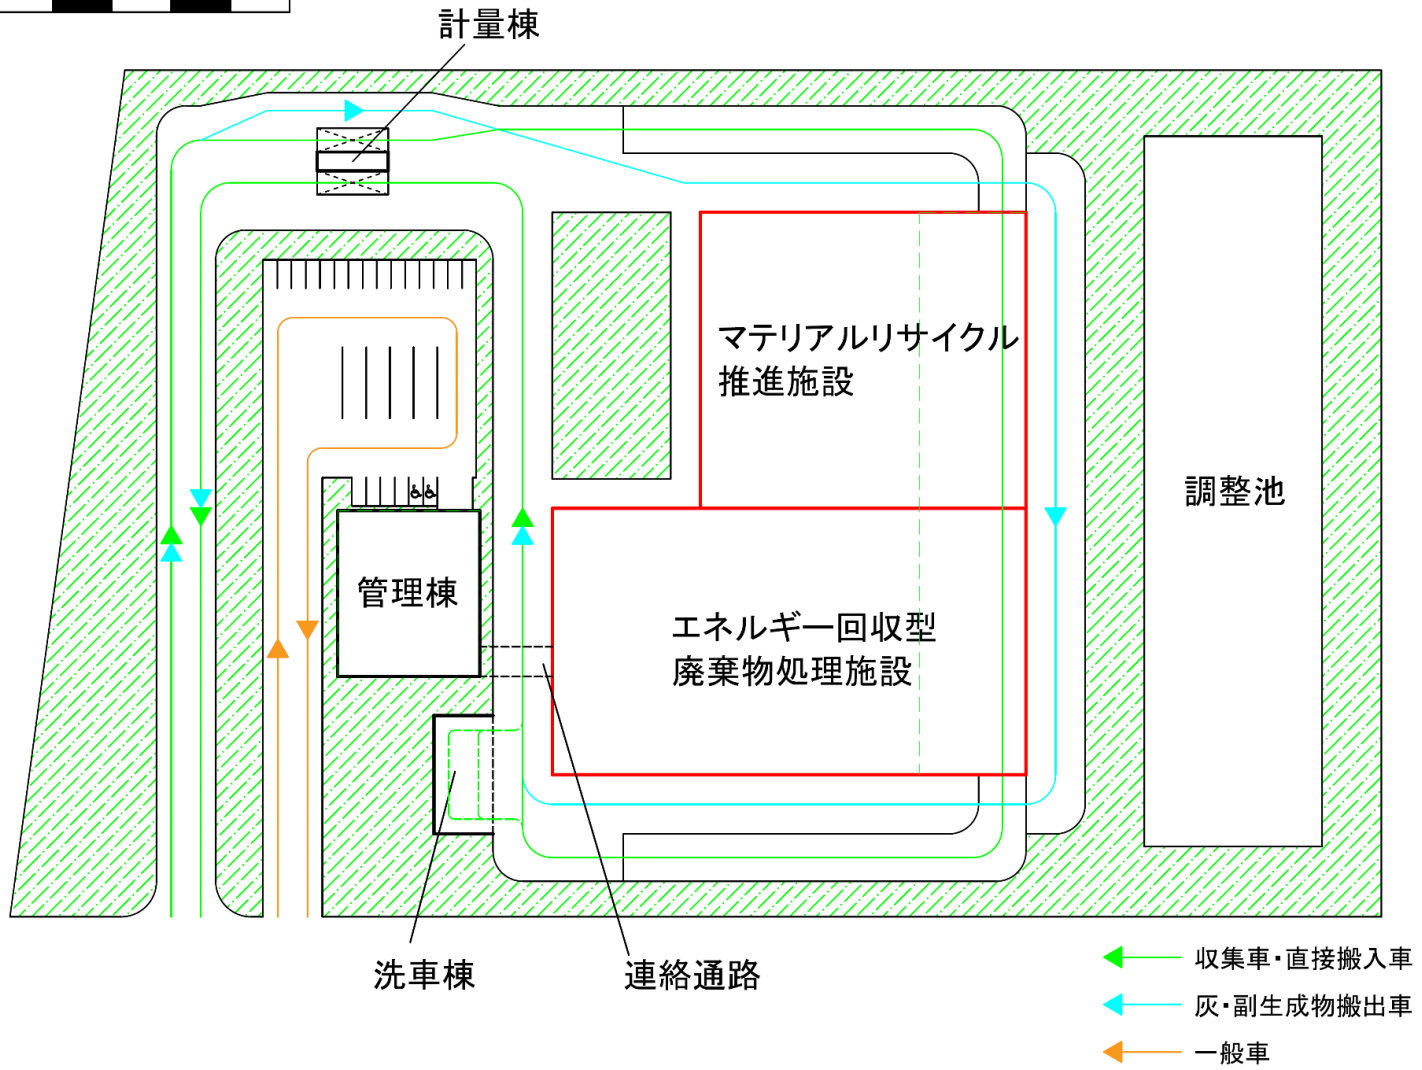 計量棟
マテリアルリサイクル
推進施設
調整池
管理棟
エネルギー回収型
廃棄物処理施設
洗車棟
連絡通路
収集車・直接搬入車
灰・副生成物搬出車
一般車